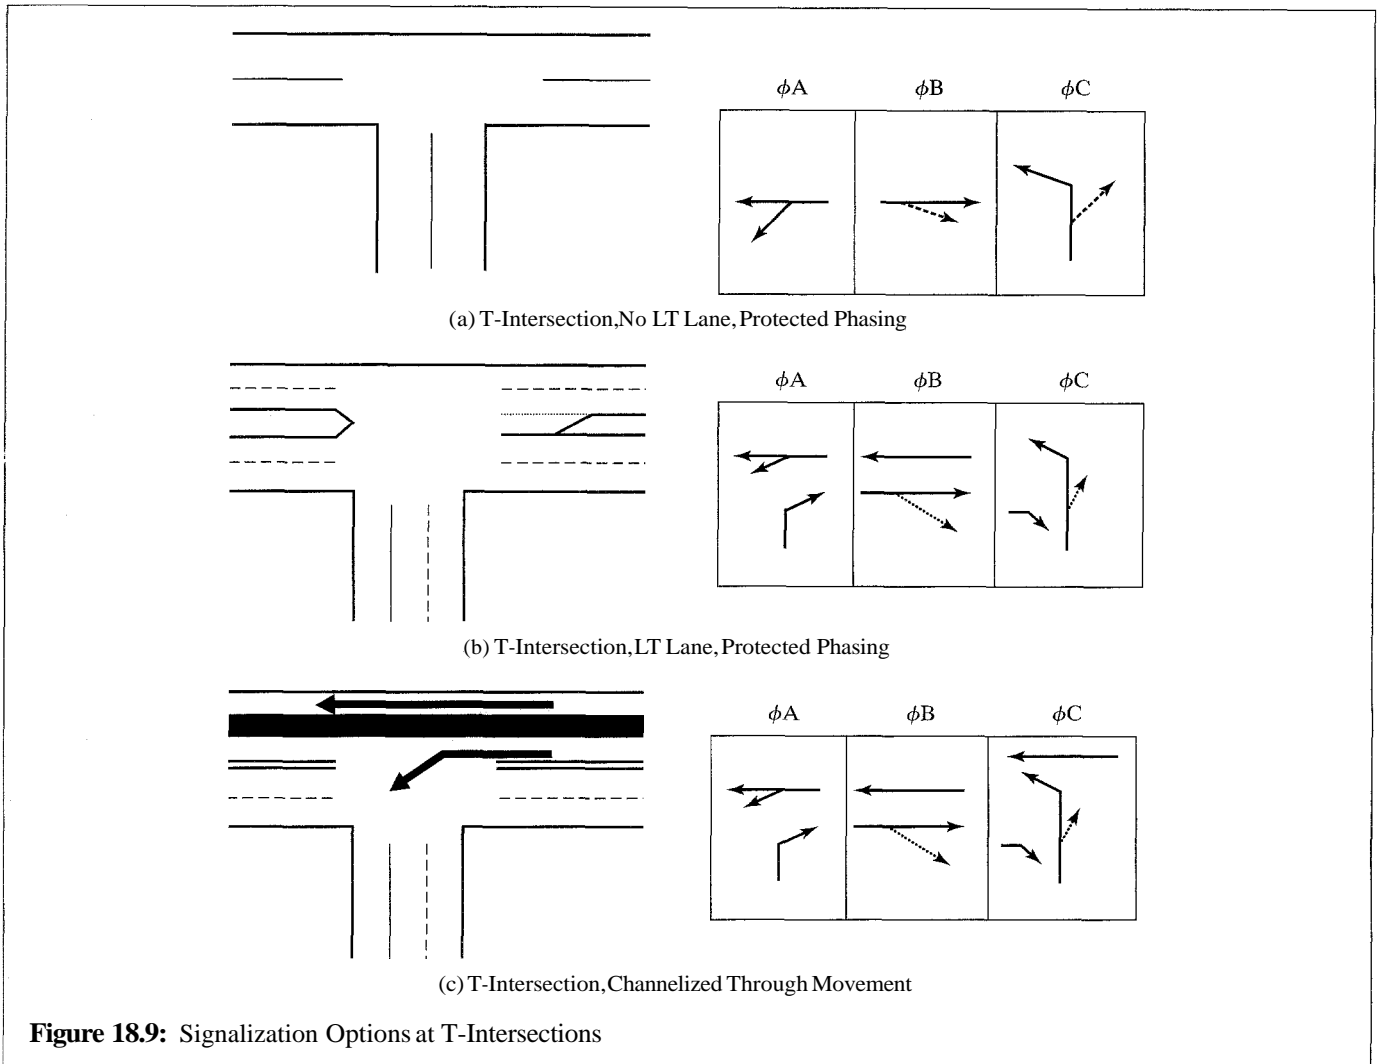 ϕA ϕB ϕC
(a) T-Intersection,No LT Lane,Protected Phasing
ϕA ϕB ϕC
(b) T-Intersection,LT Lane,Protected Phasing
ϕA ϕB ϕC
(c) T-Intersection,Channelized Through Movement
Figure 18.9: Signalization Options at T-Intersections